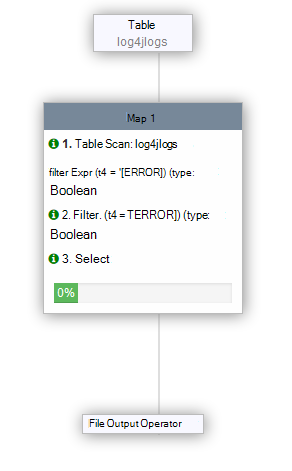 Table
log4jlogs
Map 1
1. Table Scan: log4jlogs
filter Expr (t4 = '[ERROR]) (type:
Boolean
2. Filter. (t4 = TERROR]) (type:
Boolean
3. Select
0%
File Output Operator